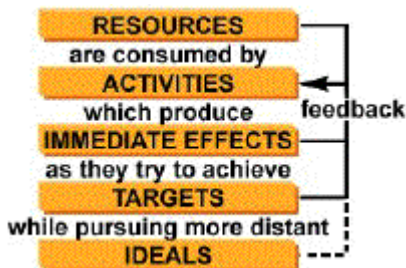 RESOURCES
are consumed by
ACTIVITIES
which produce
feedback
IMMEDIATE EFFECTS
as they try to achieve
TARGETS
while pursuing more distant
IDEALS